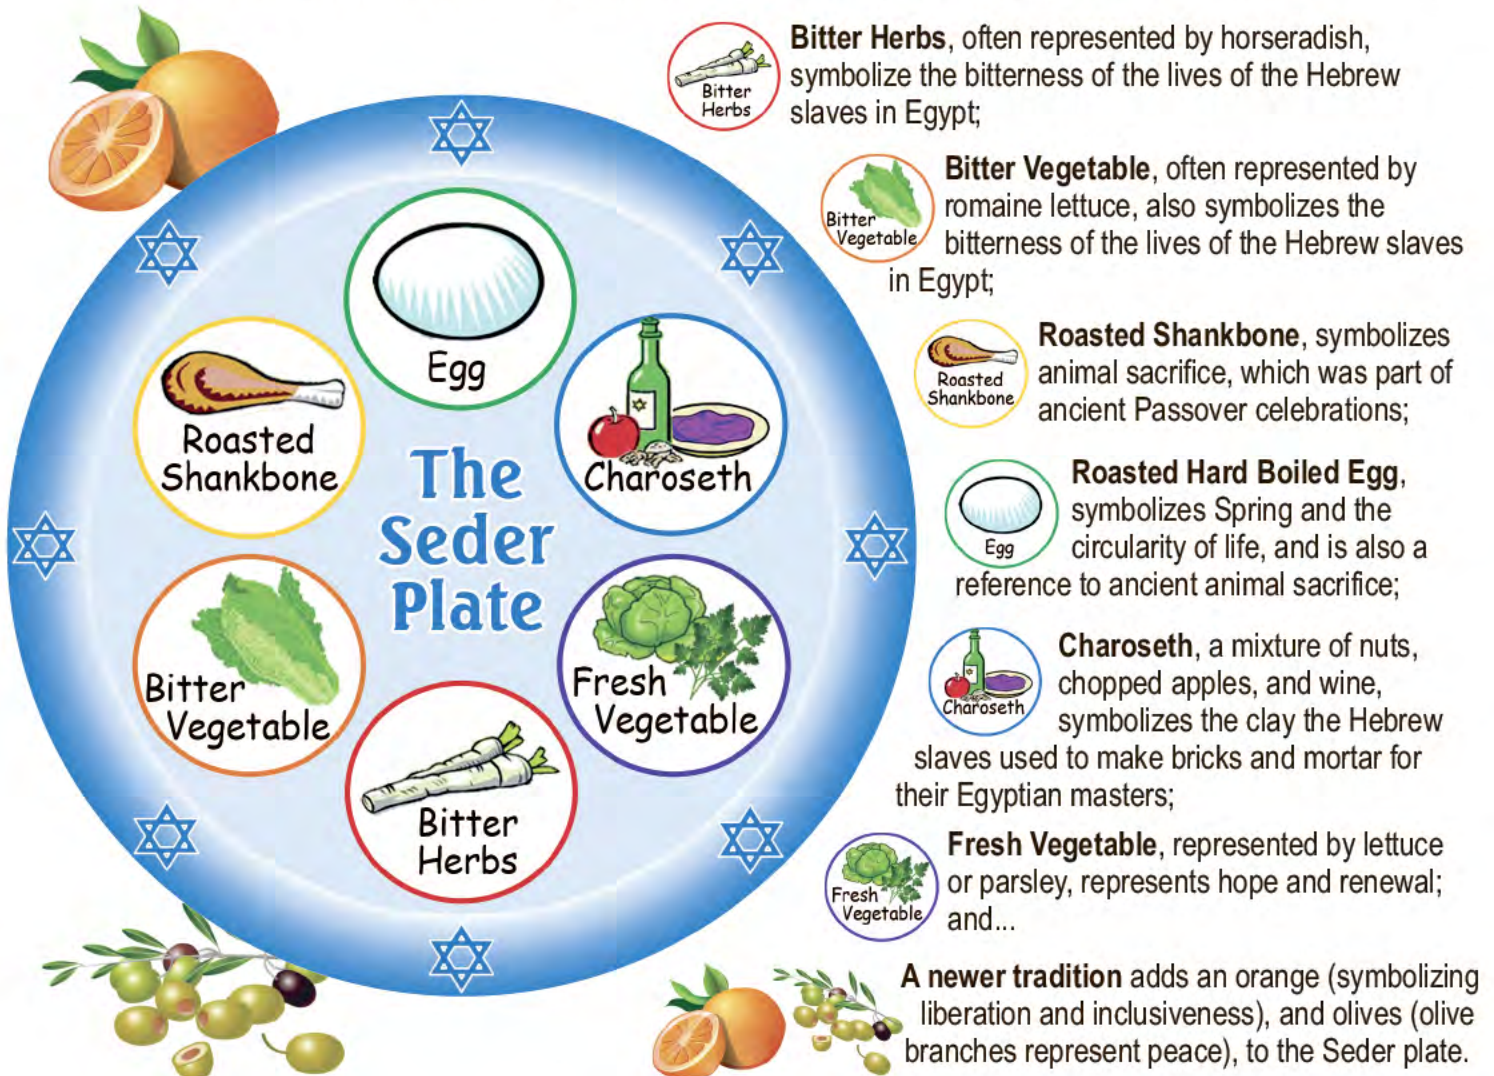 Egg
Roasted
Shankbone
Charoseth
The
Seder
Plate
Bitter
Vegetable
Fresh
Vegetable
Bitter
Herbs
Bitter
Herbs
Bitter Herbs, often represented by horseradish,
symbolize the bitterness of the lives of the Hebrew
slaves in Egypt;
Bitter
Vegetable
Bitter Vegetable, often represented by
romaine lettuce, also symbolizes the
bitterness of the lives of the Hebrew slaves
in Egypt;
Roasted
Shankbone
Roasted Shankbone, symbolizes
animal sacrifice, which was part of
ancient Passover celebrations;
Egg
Roasted Hard Boiled Egg,
symbolizes Spring and the
circularity of life, and is also a
reference to ancient animal sacrifice;
Charoseth
Charoseth, a mixture of nuts,
chopped apples, and wine,
symbolizes the clay the Hebrew
slaves used to make bricks and mortar for
their Egyptian masters;
Fresh
Vegetable
Fresh Vegetable, represented by lettuce
or parsley, represents hope and renewal;
and...
A newer tradition adds an orange (symbolizing
liberation and inclusiveness), and olives (olive
branches represent peace), to the Seder plate.